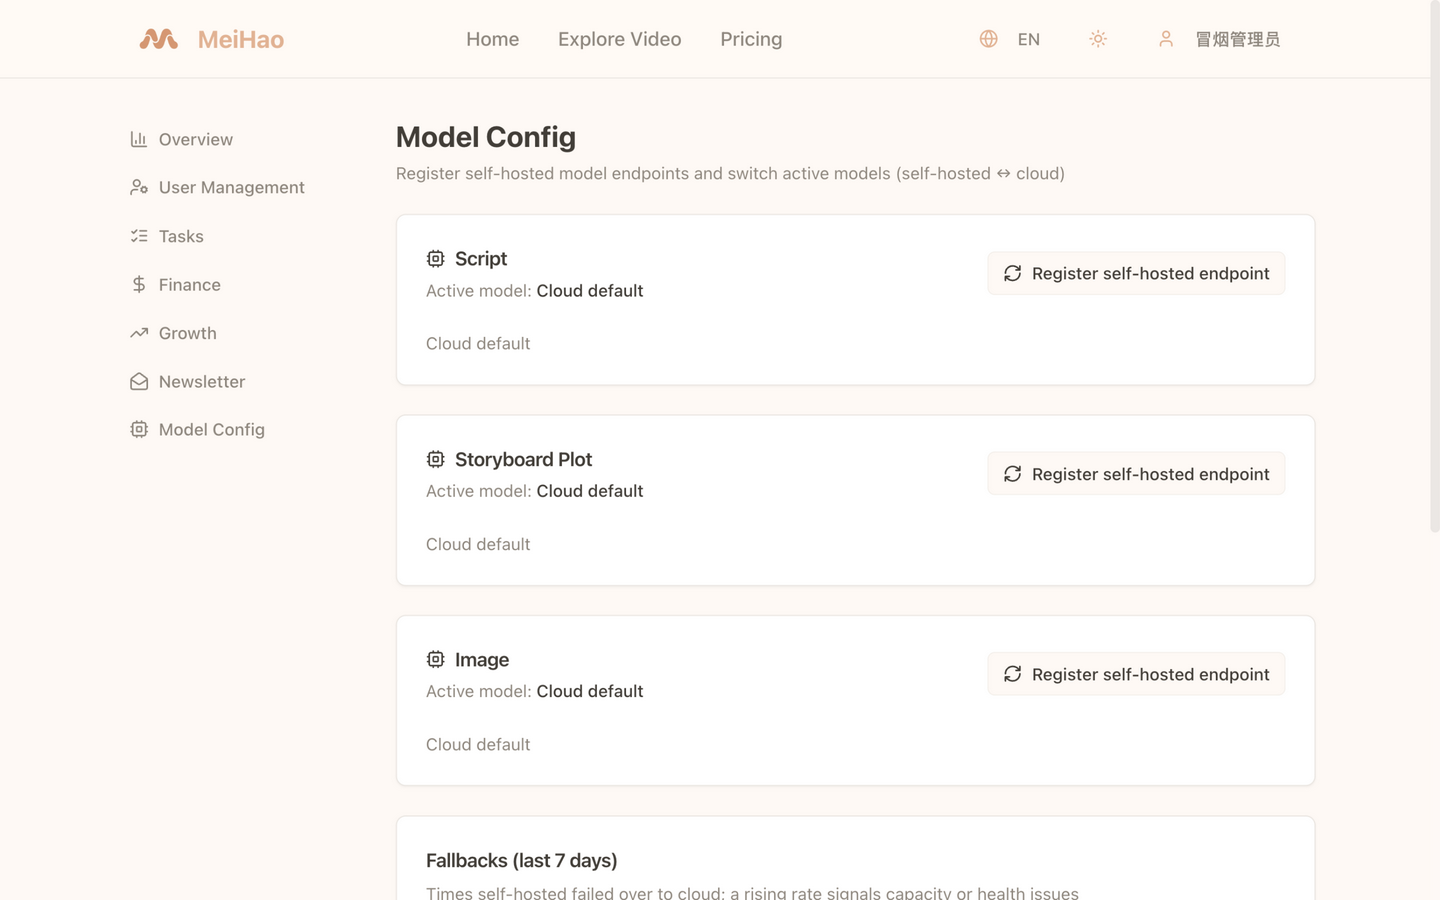 MeiHao
Home
Explore Video
Pricing
EN
冒烟管理员
Overview
User Management
Tasks
Finance
Growth
Newsletter
Model Config
Model Config
Register self-hosted model endpoints and switch active models (self-hosted ↔ cloud)
Script
Active model: Cloud default
Register self-hosted endpoint
Cloud default
Storyboard Plot
Active model: Cloud default
Register self-hosted endpoint
Cloud default
Image
Active model: Cloud default
Register self-hosted endpoint
Cloud default
Fallbacks (last 7 days)
Times self-hosted failed over to cloud; a rising rate signals capacity or health issues